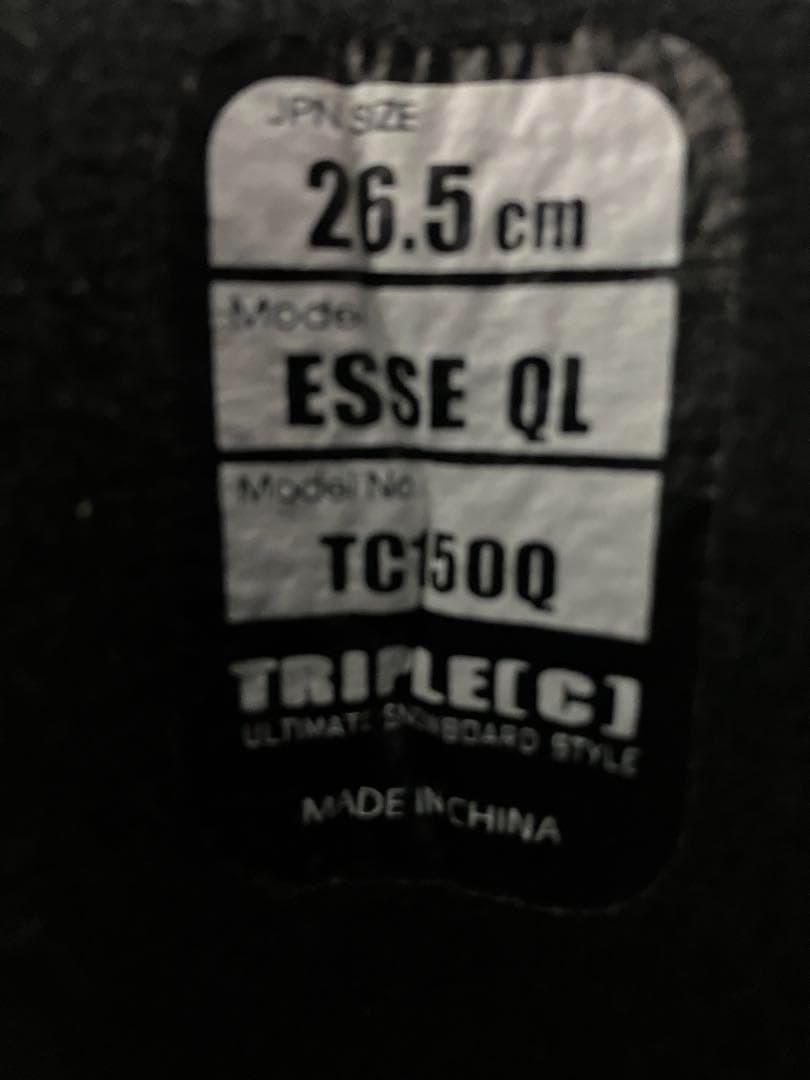 JPN SIZE
26.5 cm
Model
ESSE QL
Model No.
TC150Q
TRIPLE[C]
ULTIMATE SNOWBOARD STYLE
MADE IN CHINA